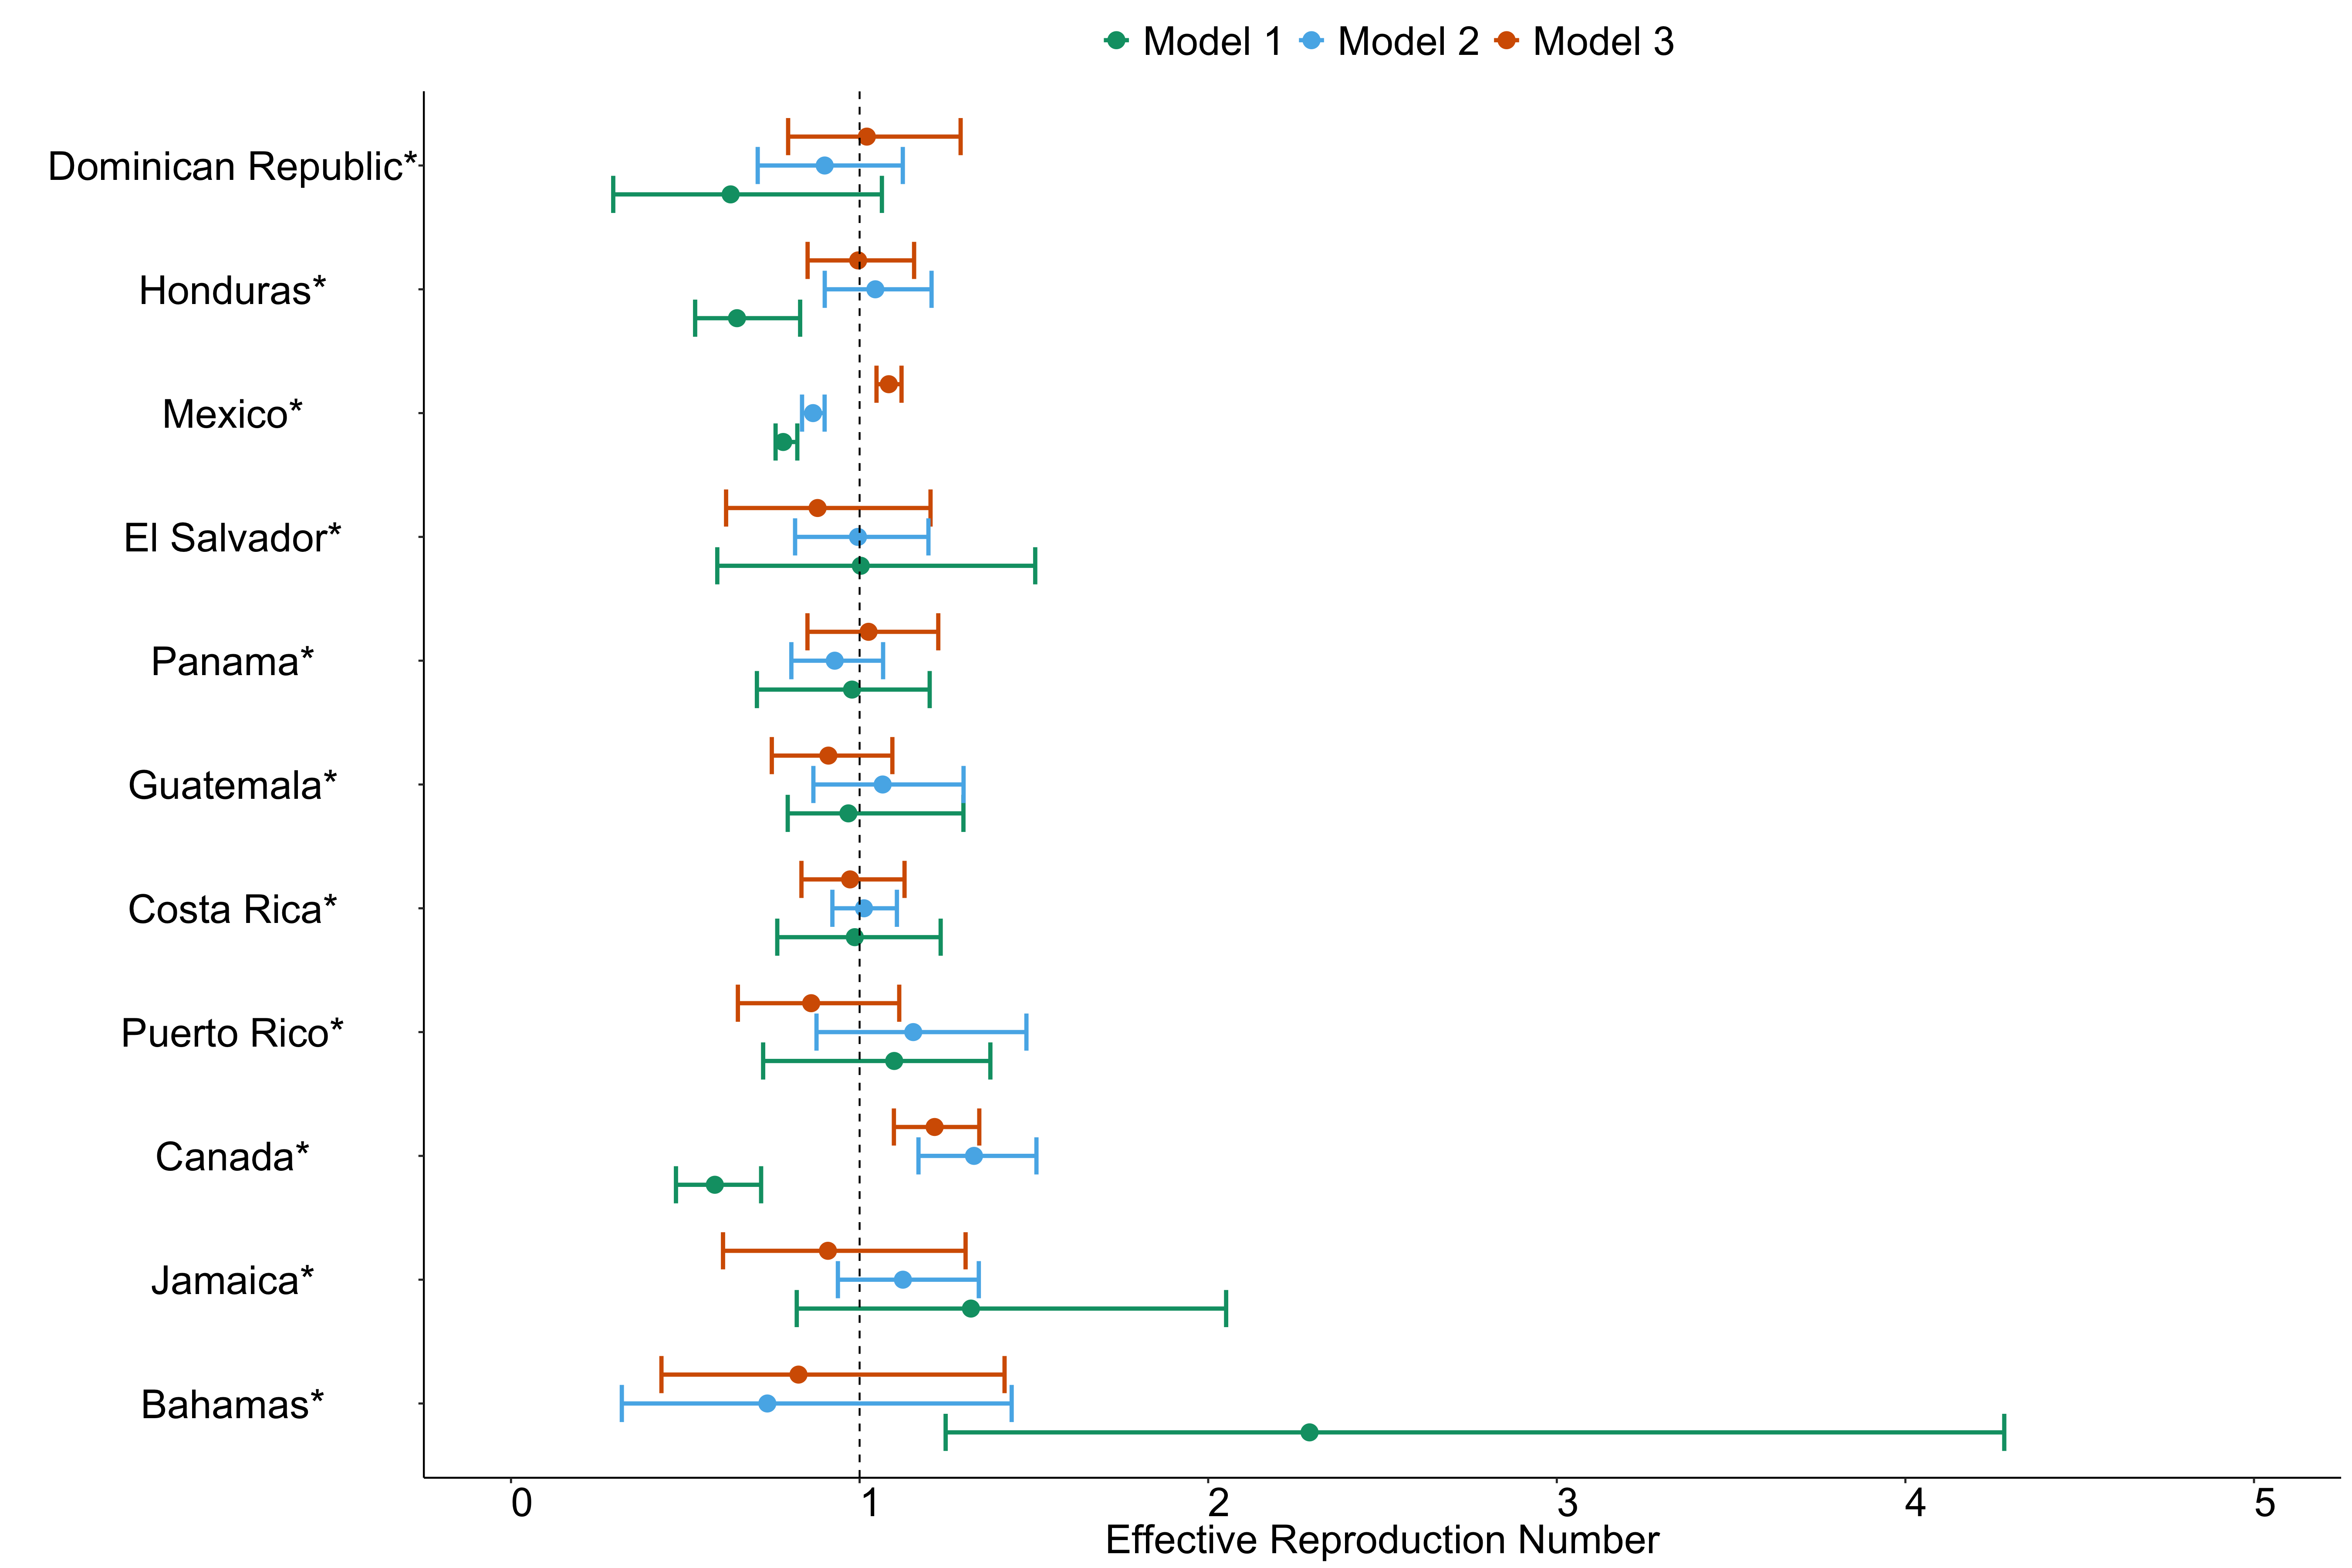 Model 1 Model 2 Model 3
Dominican Republic*
Honduras*
Mexico*
El Salvador*
Panama*
Guatemala*
Costa Rica*
Puerto Rico*
Canada*
Jamaica*
Bahamas*
0 1 2 3 4 5
Effective Reproduction Number